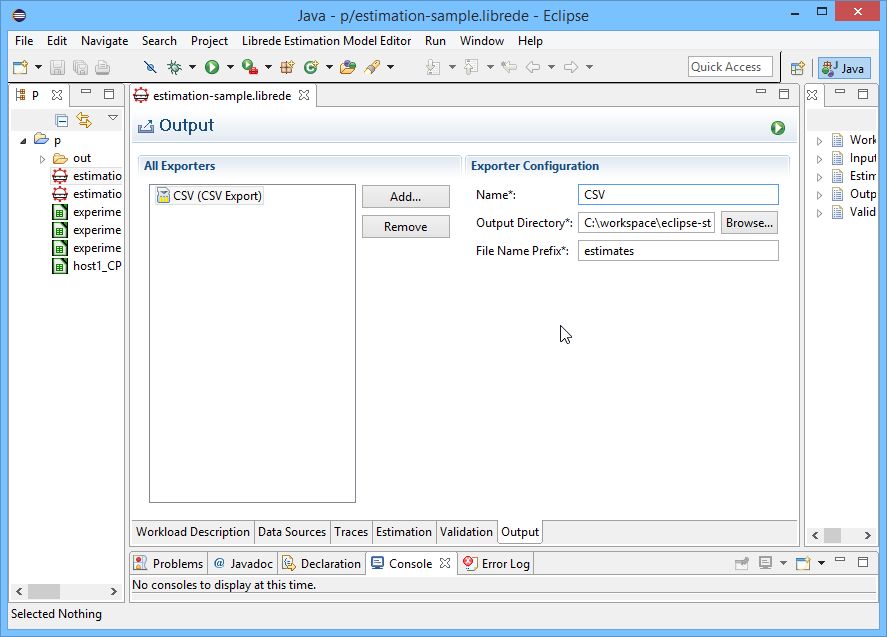 Java - p/estimation-sample.librede - Eclipse
File Edit Navigate Search Project Librede Estimation Model Editor Run Window Help
Quick Access
Java
P
estimation-sample.librede
Output
p
out
estimatio
estimatio
experime
experime
experime
host1_CP
All Exporters
CSV (CSV Export)
Add...
Remove
Exporter Configuration
Name*: CSV
Output Directory*: C:\workspace\eclipse-st Browse...
File Name Prefix*: estimates
Work
Input
Estim
Outp
Valid
Workload Description Data Sources Traces Estimation Validation Output
Problems @ Javadoc Declaration Console Error Log
No consoles to display at this time.
Selected Nothing